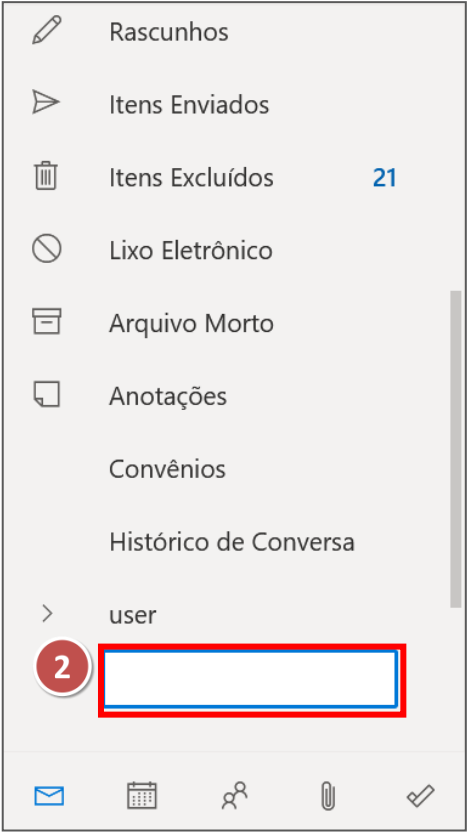 Rascunhos
Itens Enviados
Itens Excluídos 21
Lixo Eletrônico
Arquivo Morto
Anotações
Convênios
Histórico de Conversa
user
2